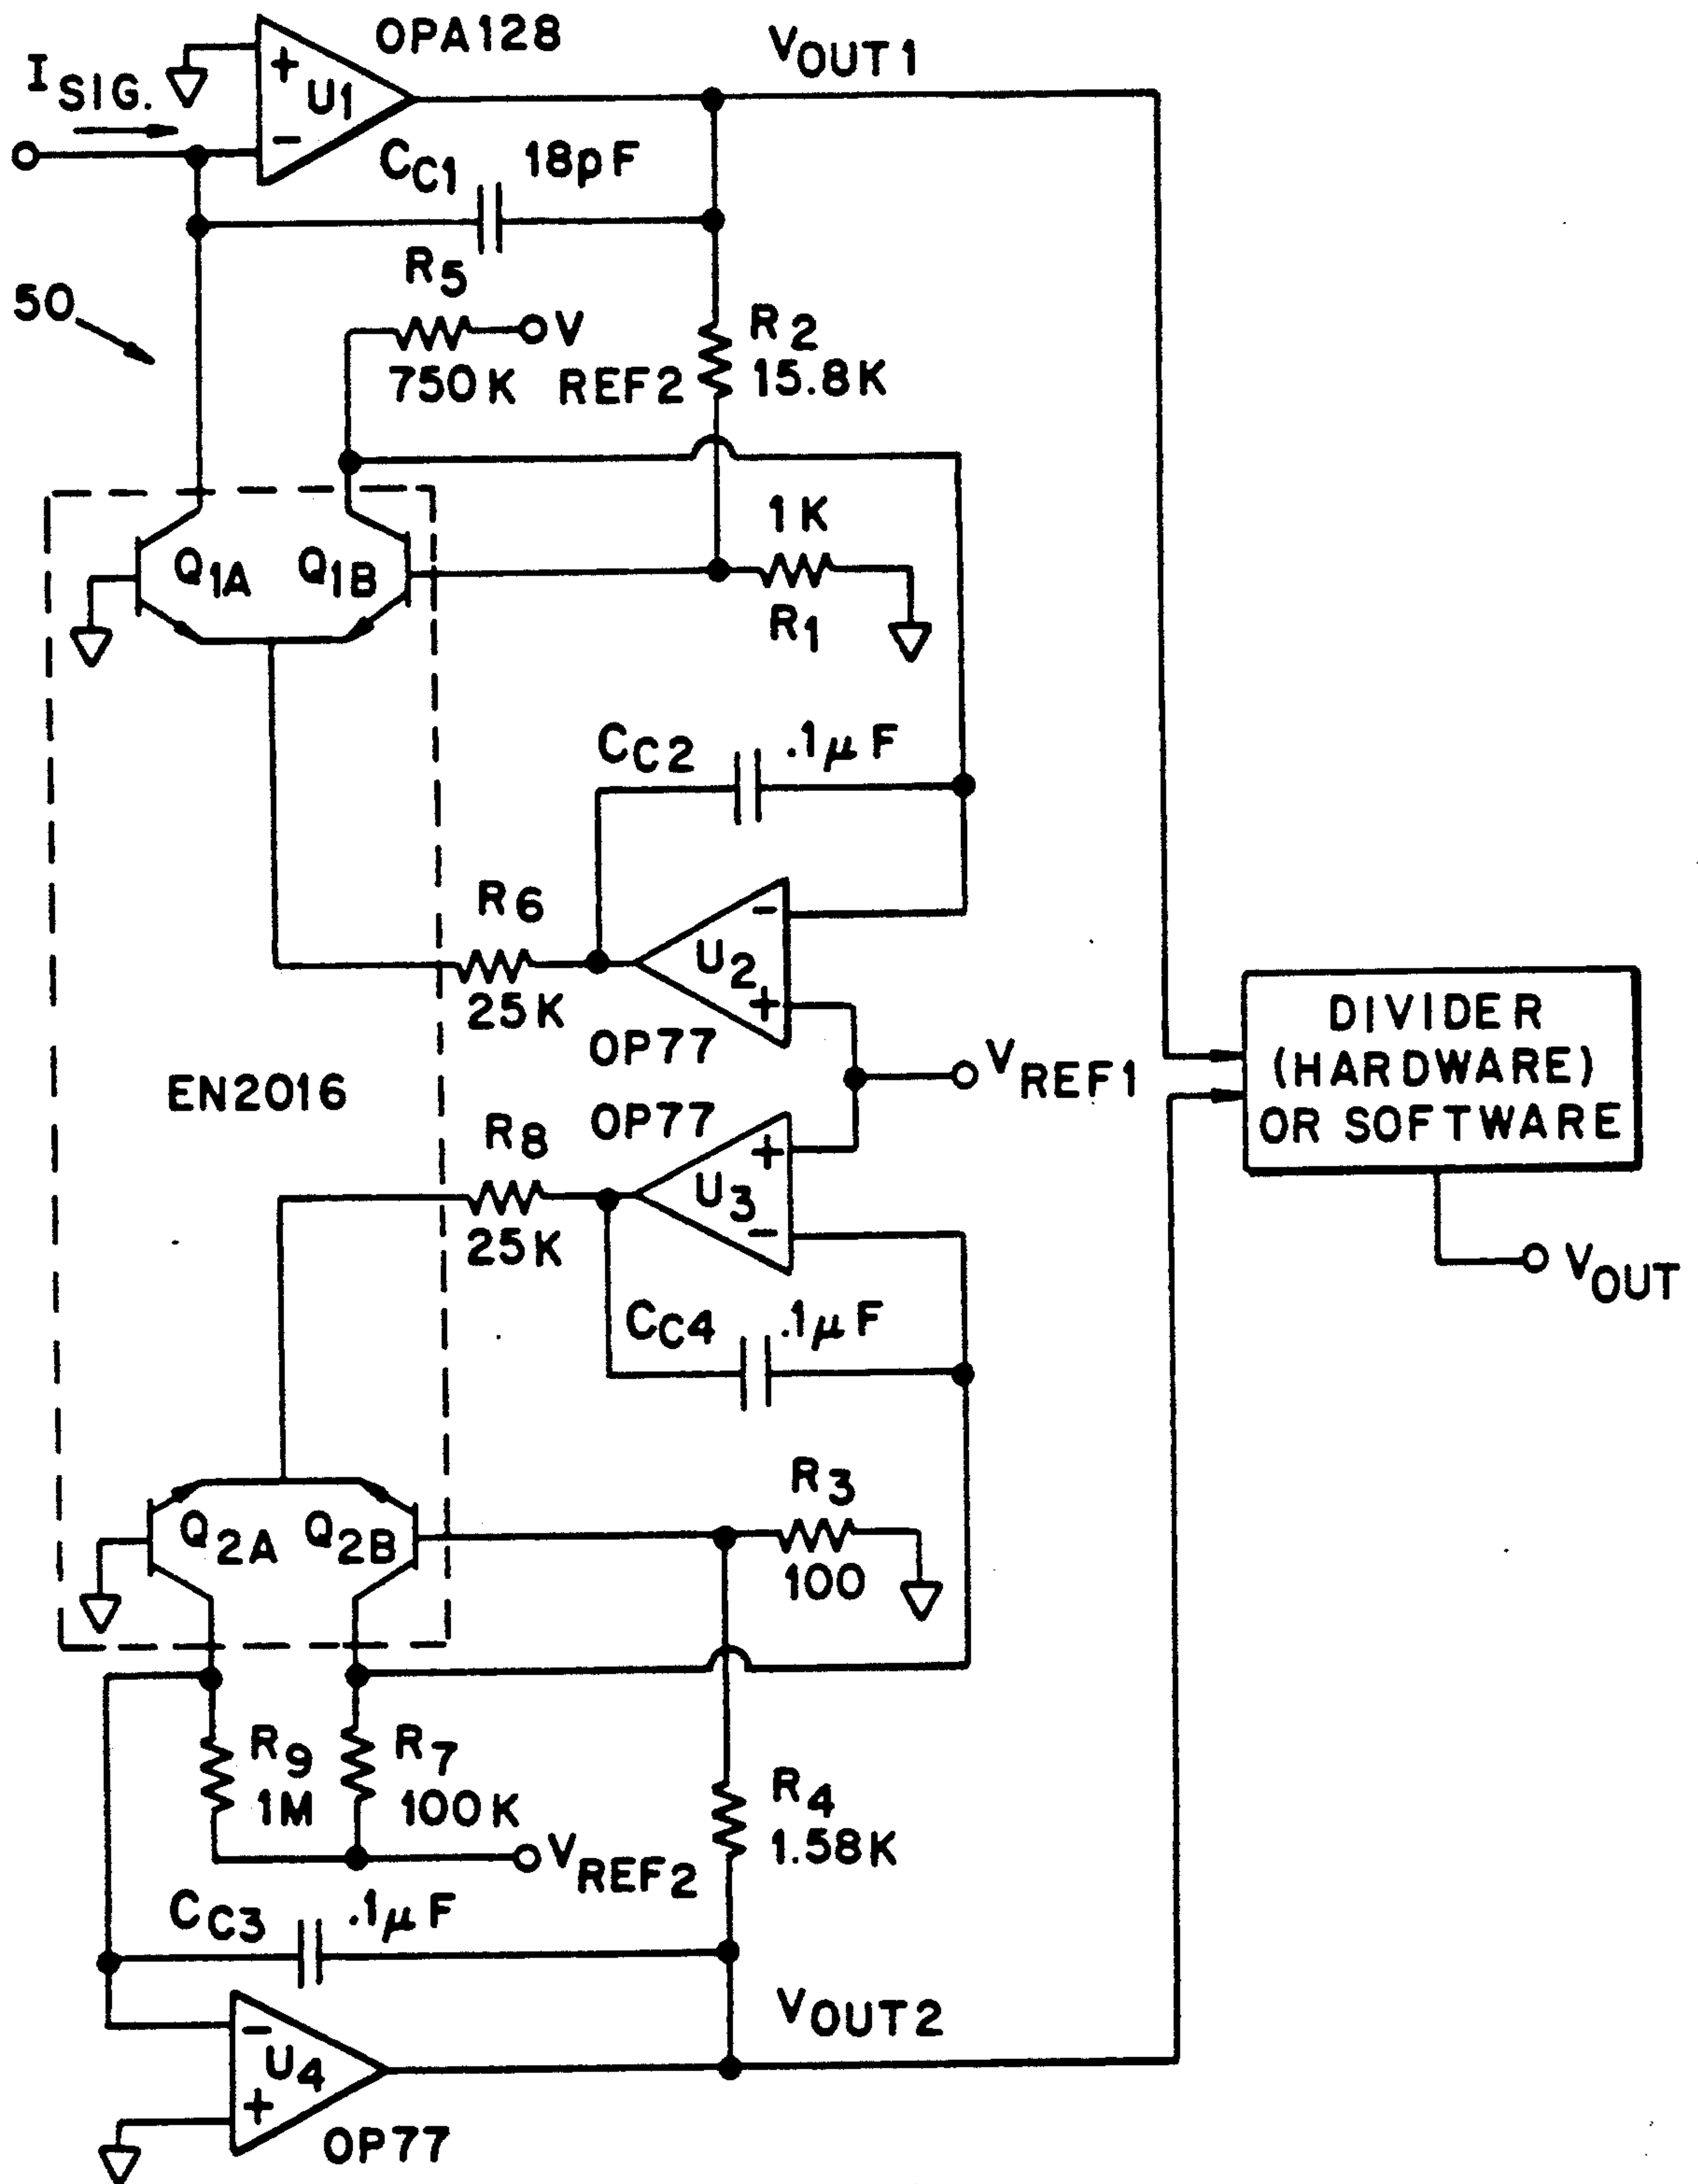 OPA128
VOUT1
ISIG.
+
U1
-
CC1 18pF
50
R5
V
750K REF2
R2
15.8K
1K
Q1A Q1B
R1
CC2 .1μF
R6
-
U2
25K
+
OP77
VREF1
DIVIDER
(HARDWARE)
OR SOFTWARE
EN2016
OP77
R8
+
U3
25K
-
VOUT
CC4 .1μF
R3
Q2A Q2B
100
R9 R7
1M 100K
R4
1.58K
VREF2
CC3 .1μF
VOUT2
-
U4
+
OP77